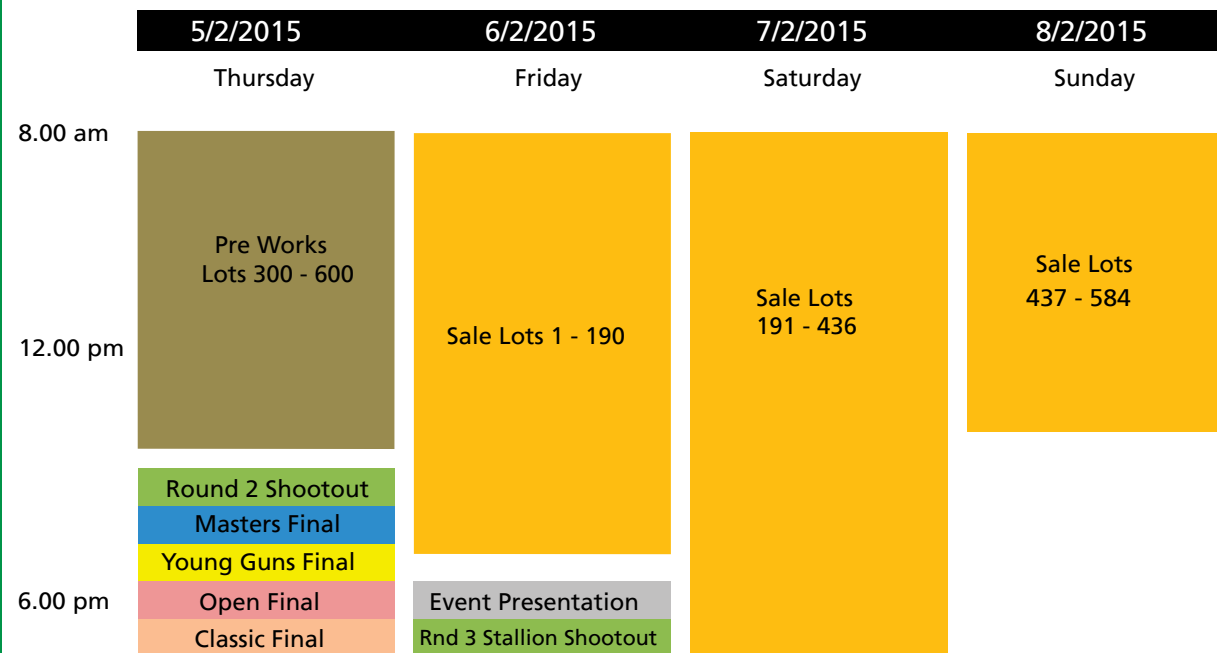 5/2/2015 6/2/2015 7/2/2015 8/2/2015
Thursday Friday Saturday Sunday
8.00 am
Pre Works
Lots 300 - 600
Sale Lots 1 - 190
Sale Lots
191 - 436
Sale Lots
437 - 584
12.00 pm
Round 2 Shootout
Masters Final
Young Guns Final
6.00 pm
Open Final
Event Presentation
Classic Final
Rnd 3 Stallion Shootout